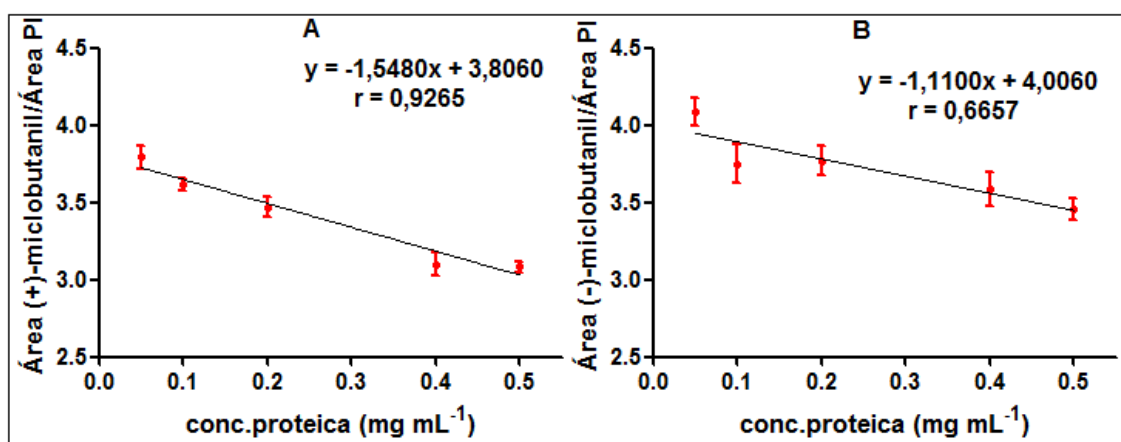 A
y = -1,5480x + 3,8060
r = 0,9265
Área (+)-miclobutanil/Área PI
4.5
4.0
3.5
3.0
2.5
0.0 0.1 0.2 0.3 0.4 0.5
conc.proteica (mg mL-1)
B
y = -1,1100x + 4,0060
r = 0,6657
Área (-)-miclobutanil/Área PI
4.5
4.0
3.5
3.0
2.5
0.0 0.1 0.2 0.3 0.4 0.5
conc.proteica (mg mL-1)